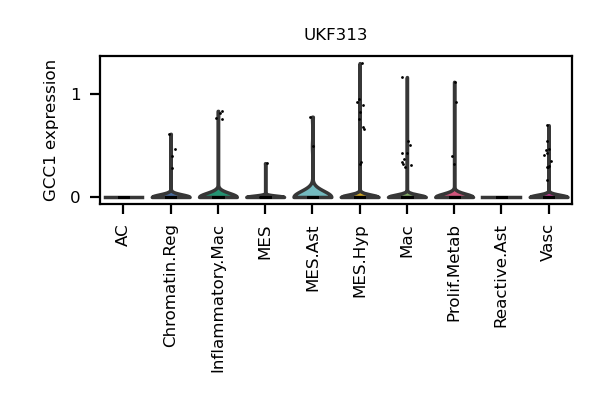 UKF313
GCC1 expression
1
0
AC
Chromatin.Reg
Inflammatory.Mac
MES
MES.Ast
MES.Hyp
Mac
Prolif.Metab
Reactive.Ast
Vasc